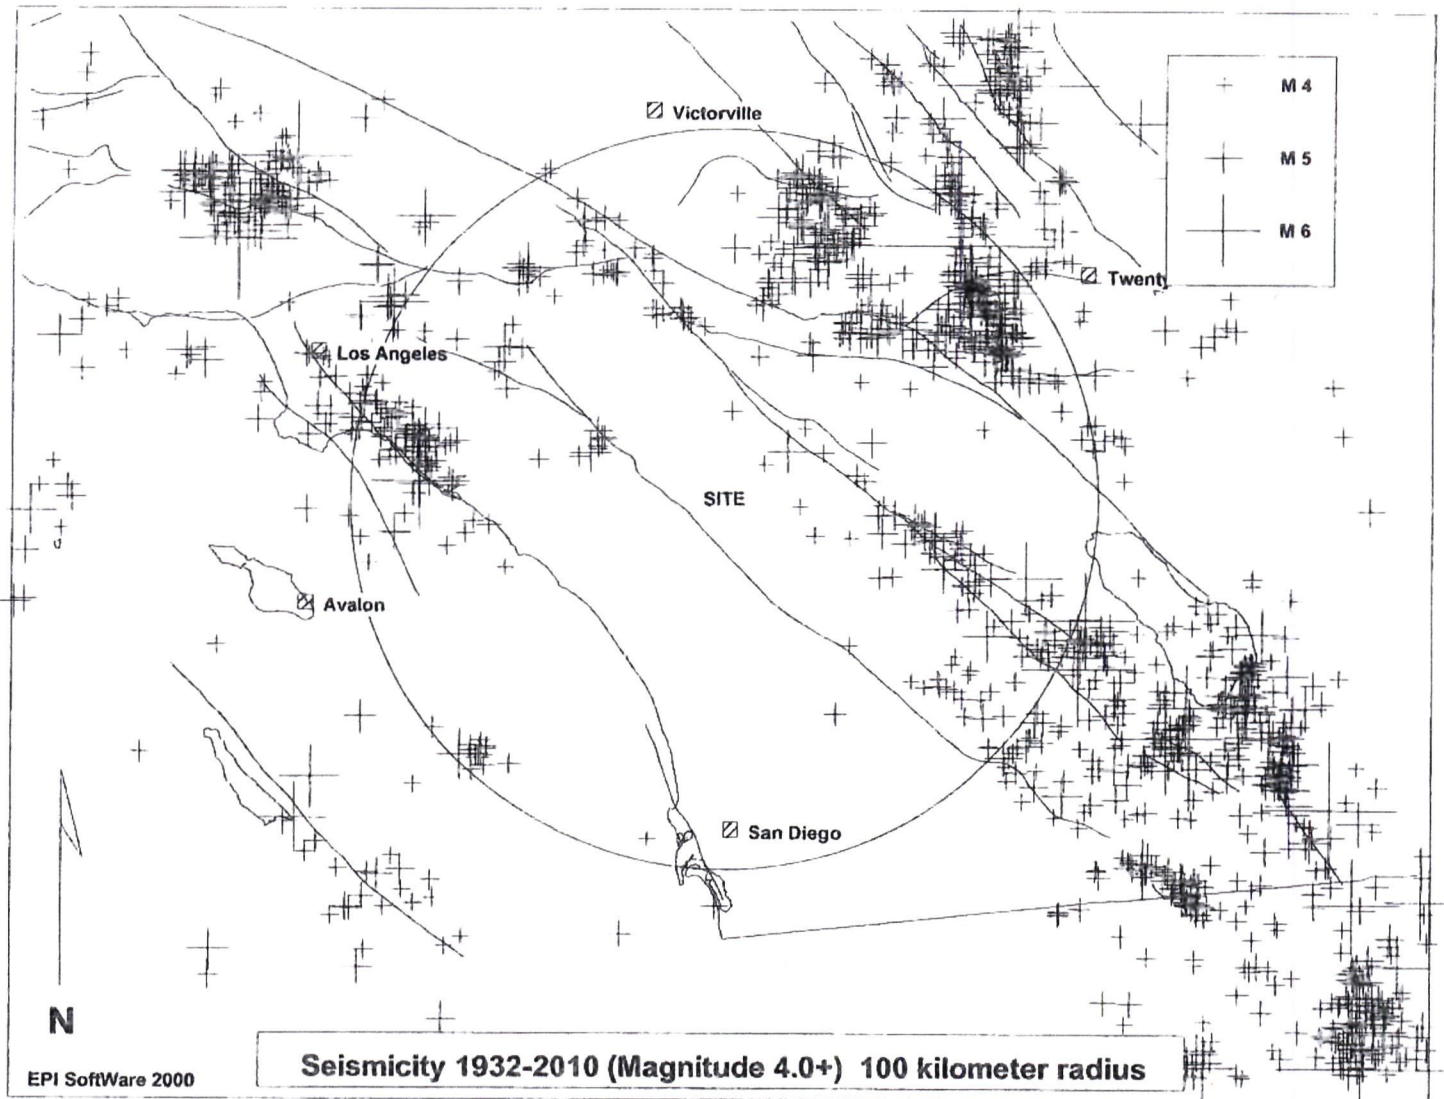 Victorville
M 4
M 5
M 6
Twenty
Los Angeles
SITE
Avalon
San Diego
N
EPI SoftWare 2000
Seismicity 1932-2010 (Magnitude 4.0+) 100 kilometer radius